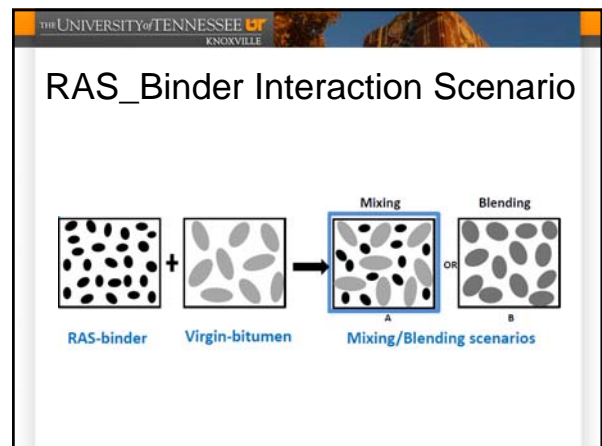 THE UNIVERSITY of TENNESSEE UT
KNOXVILLE
RAS_Binder Interaction Scenario
Mixing
Blending
+
OR
A
B
RAS-binder
Virgin-bitumen
Mixing/Blending scenarios